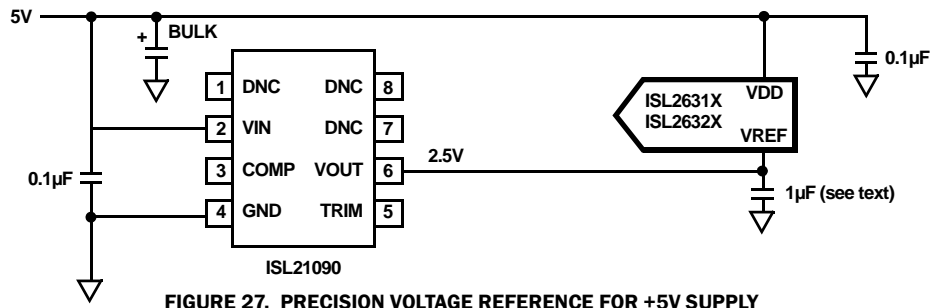 5V
+
BULK
0.1µF
1 DNC DNC 8
2 VIN DNC 7
3 COMP VOUT 6
4 GND TRIM 5
0.1µF
ISL21090
2.5V
ISL2631X
ISL2632X
VDD
VREF
1µF (see text)
FIGURE 27. PRECISION VOLTAGE REFERENCE FOR +5V SUPPLY